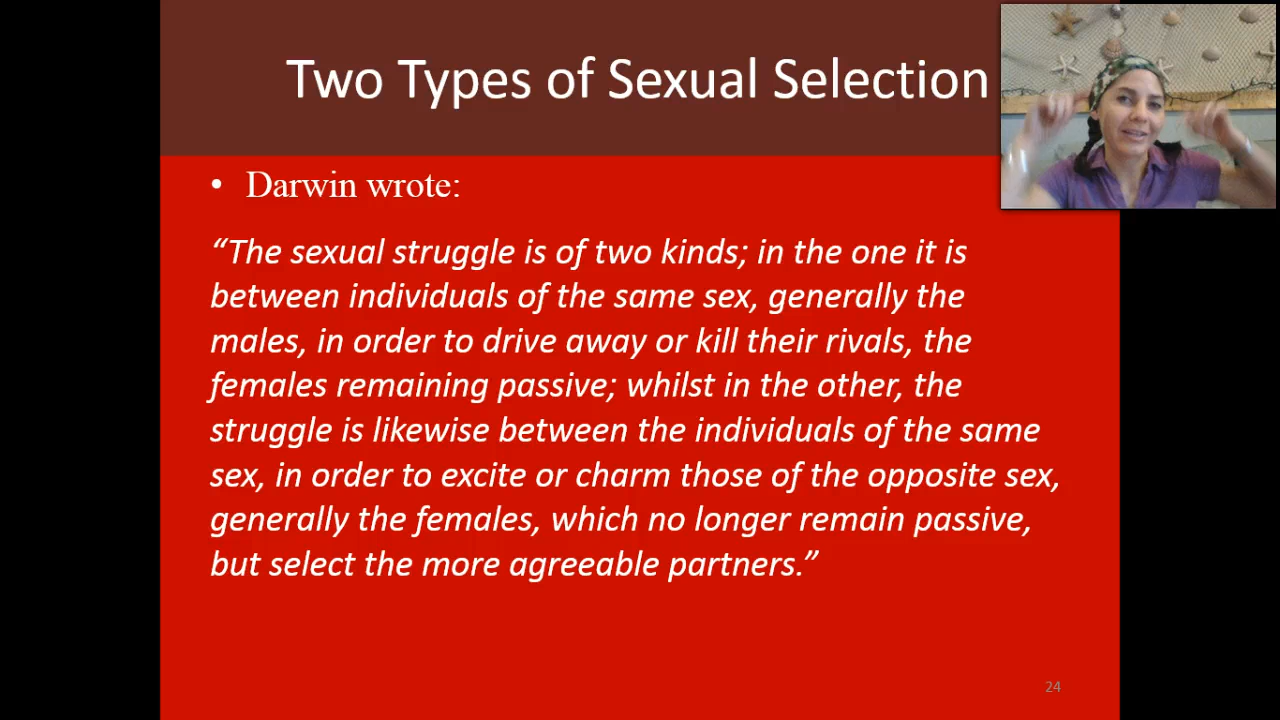 Two Types of Sexual Selection
• Darwin wrote:
“The sexual struggle is of two kinds; in the one it is
between individuals of the same sex, generally the
males, in order to drive away or kill their rivals, the
females remaining passive; whilst in the other, the
struggle is likewise between the individuals of the same
sex, in order to excite or charm those of the opposite sex,
generally the females, which no longer remain passive,
but select the more agreeable partners.”
24